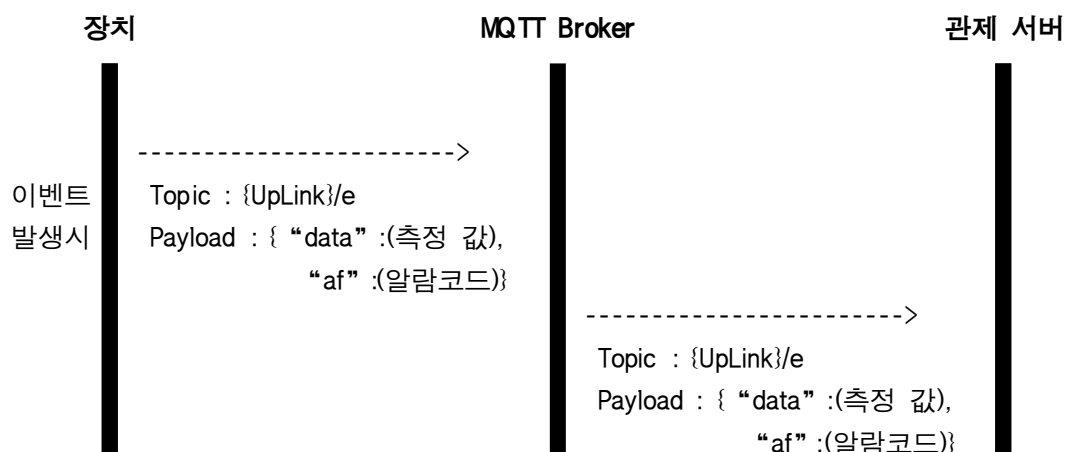 장치 MQTT Broker 관제 서버
------------------------>
이벤트 Topic : {UpLink}/e
발생시 Payload : { “data” :(측정 값),
“af” :(알람코드)}
------------------------>
Topic : {UpLink}/e
Payload : { “data” :(측정 값),
“af” :(알람코드)}